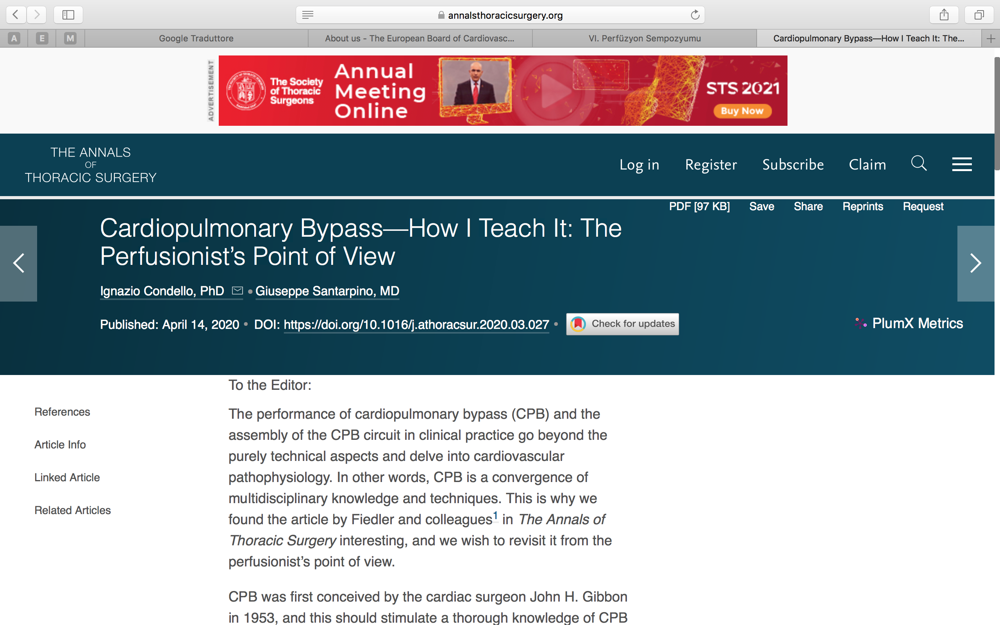 annalsthoracicsurgery.org
A
E
M
Google Traduttore
About us - The European Board of Cardiovasc...
VI. Perfüzyon Sempozyumu
Cardiopulmonary Bypass—How I Teach It: The...
ADVERTISEMENT
The Society
of Thoracic
Surgeons
Annual
Meeting
Online
STS 2021
Buy Now
THE ANNALS
OF
THORACIC SURGERY
Log in
Register
Subscribe
Claim
PDF [97 KB]
Save
Share
Reprints
Request
Cardiopulmonary Bypass—How I Teach It: The
Perfusionist’s Point of View
Ignazio Condello, PhD • Giuseppe Santarpino, MD
Published: April 14, 2020 • DOI: https://doi.org/10.1016/j.athoracsur.2020.03.027 •
Check for updates
PlumX Metrics
References
Article Info
Linked Article
Related Articles
To the Editor:
The performance of cardiopulmonary bypass (CPB) and the
assembly of the CPB circuit in clinical practice go beyond the
purely technical aspects and delve into cardiovascular
pathophysiology. In other words, CPB is a convergence of
multidisciplinary knowledge and techniques. This is why we
found the article by Fiedler and colleagues1 in The Annals of
Thoracic Surgery interesting, and we wish to revisit it from the
perfusionist’s point of view.
CPB was first conceived by the cardiac surgeon John H. Gibbon
in 1953, and this should stimulate a thorough knowledge of CPB